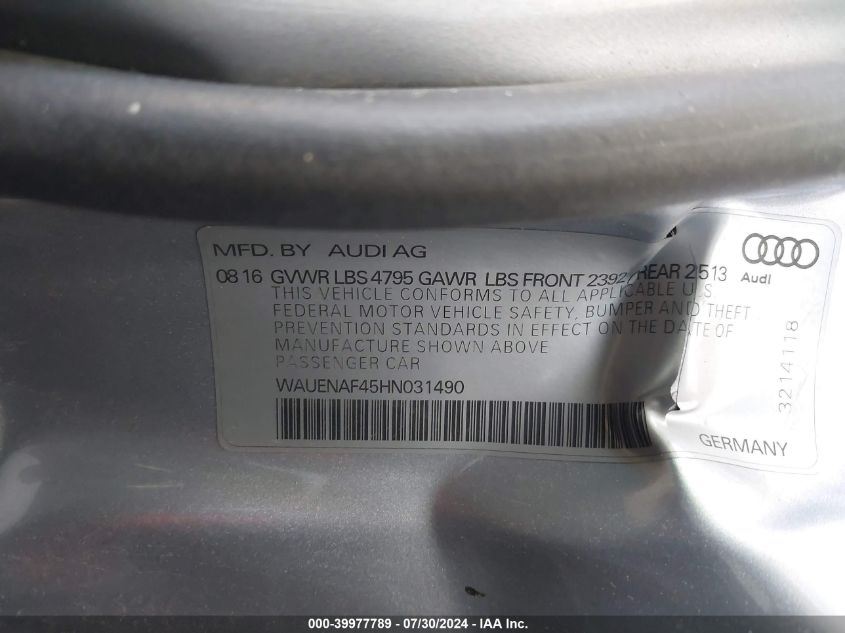 MFD. BY AUDI AG
08 16 GVWR LBS 4795 GAWR LBS FRONT 2392 REAR 2513
Audi
THIS VEHICLE CONFORMS TO ALL APPLICABLE U.S.
FEDERAL MOTOR VEHICLE SAFETY, BUMPER AND THEFT
PREVENTION STANDARDS IN EFFECT ON THE DATE OF
MANUFACTURE SHOWN ABOVE
PASSENGER CAR
WAUENAF45HN031490
3214118
GERMANY
000-39977789 - 07/30/2024 - IAA Inc.